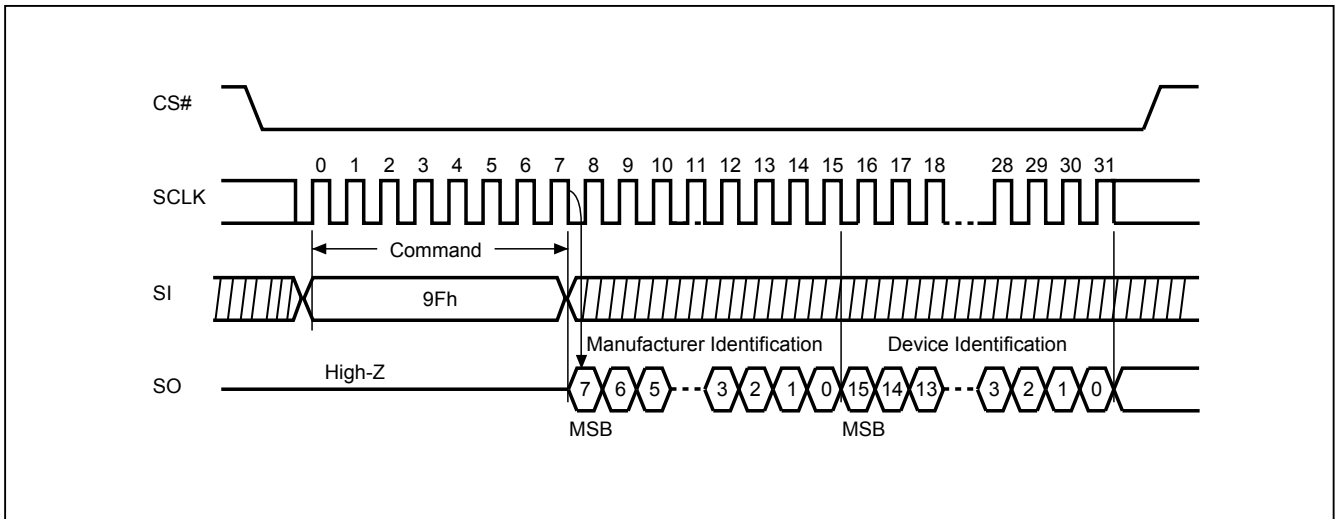 CS#
0 1 2 3 4 5 6 7 8 9 10 11 12 13 14 15 16 17 18 28 29 30 31
SCLK
Command
SI
9Fh
Manufacturer Identification Device Identification
High-Z
SO
7 6 5 3 2 1 0 15 14 13 3 2 1 0
MSB MSB